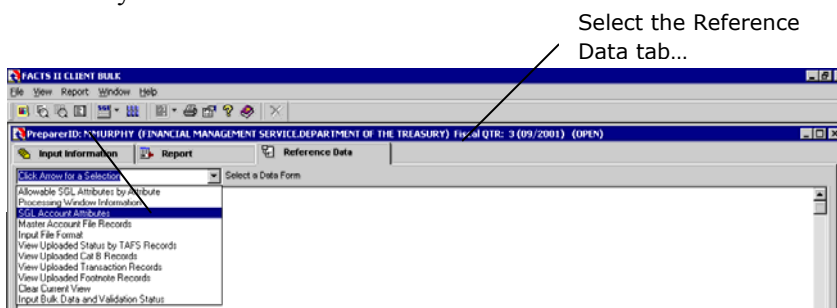 Select the Reference
Data tab…
FACTS II CLIENT BULK
File View Report Window Help
PreparerID: MMURPHY (FINANCIAL MANAGEMENT SERVICE.DEPARTMENT OF THE TREASURY) Fiscal QTR: 3 (09/2001) (OPEN)
Input Information Report Reference Data
Click Arrow for a Selection Select a Data Form
Allowable SGL Attributes by Attribute
Processing Window Information
SGL Account Attributes
Master Account File Records
Input File Format
View Uploaded Status by TAFS Records
View Uploaded Cat B Records
View Uploaded Transaction Records
View Uploaded Footnote Records
Clear Current View
Input Bulk Data and Validation Status